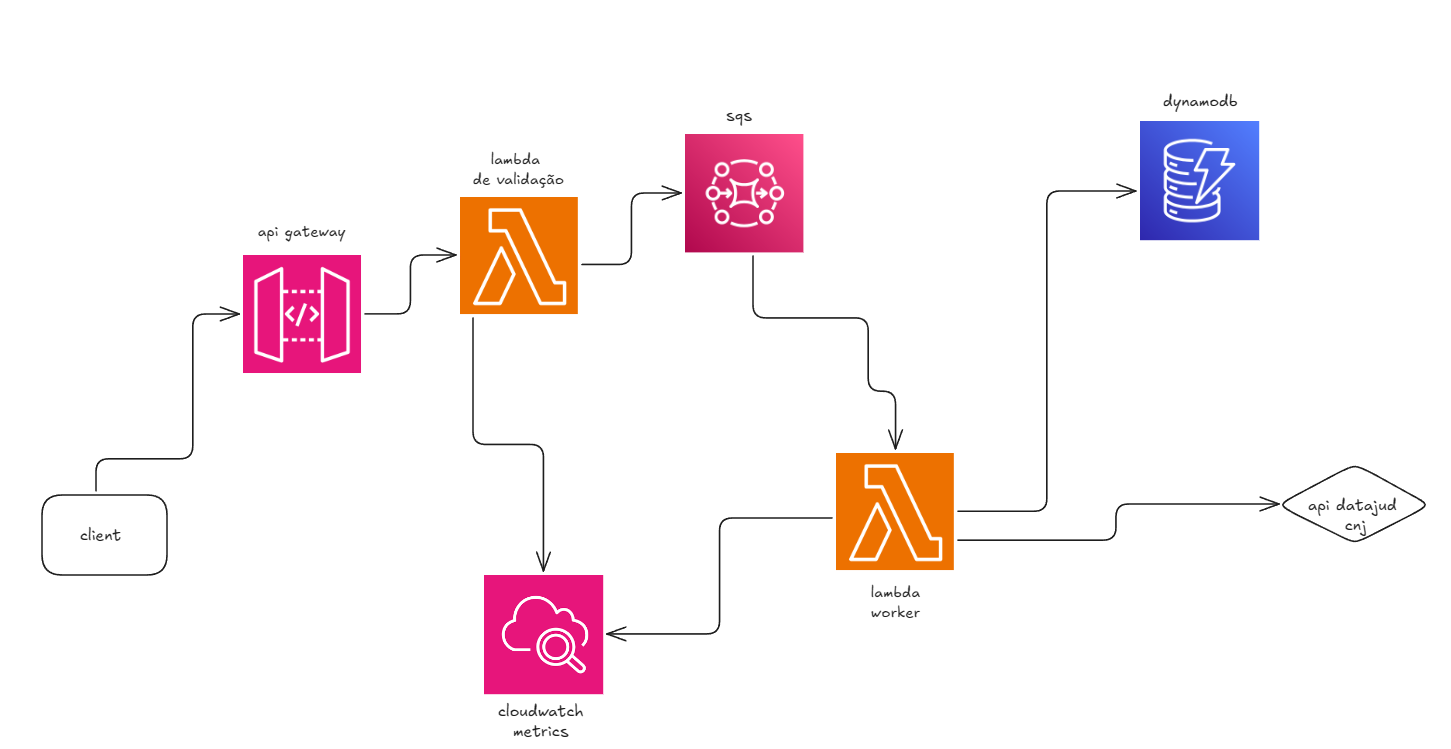 dynamodb
sqs
lambda
de validação
api gateway
</>
client
api datajud
cnj
lambda
worker
cloudwatch
metrics